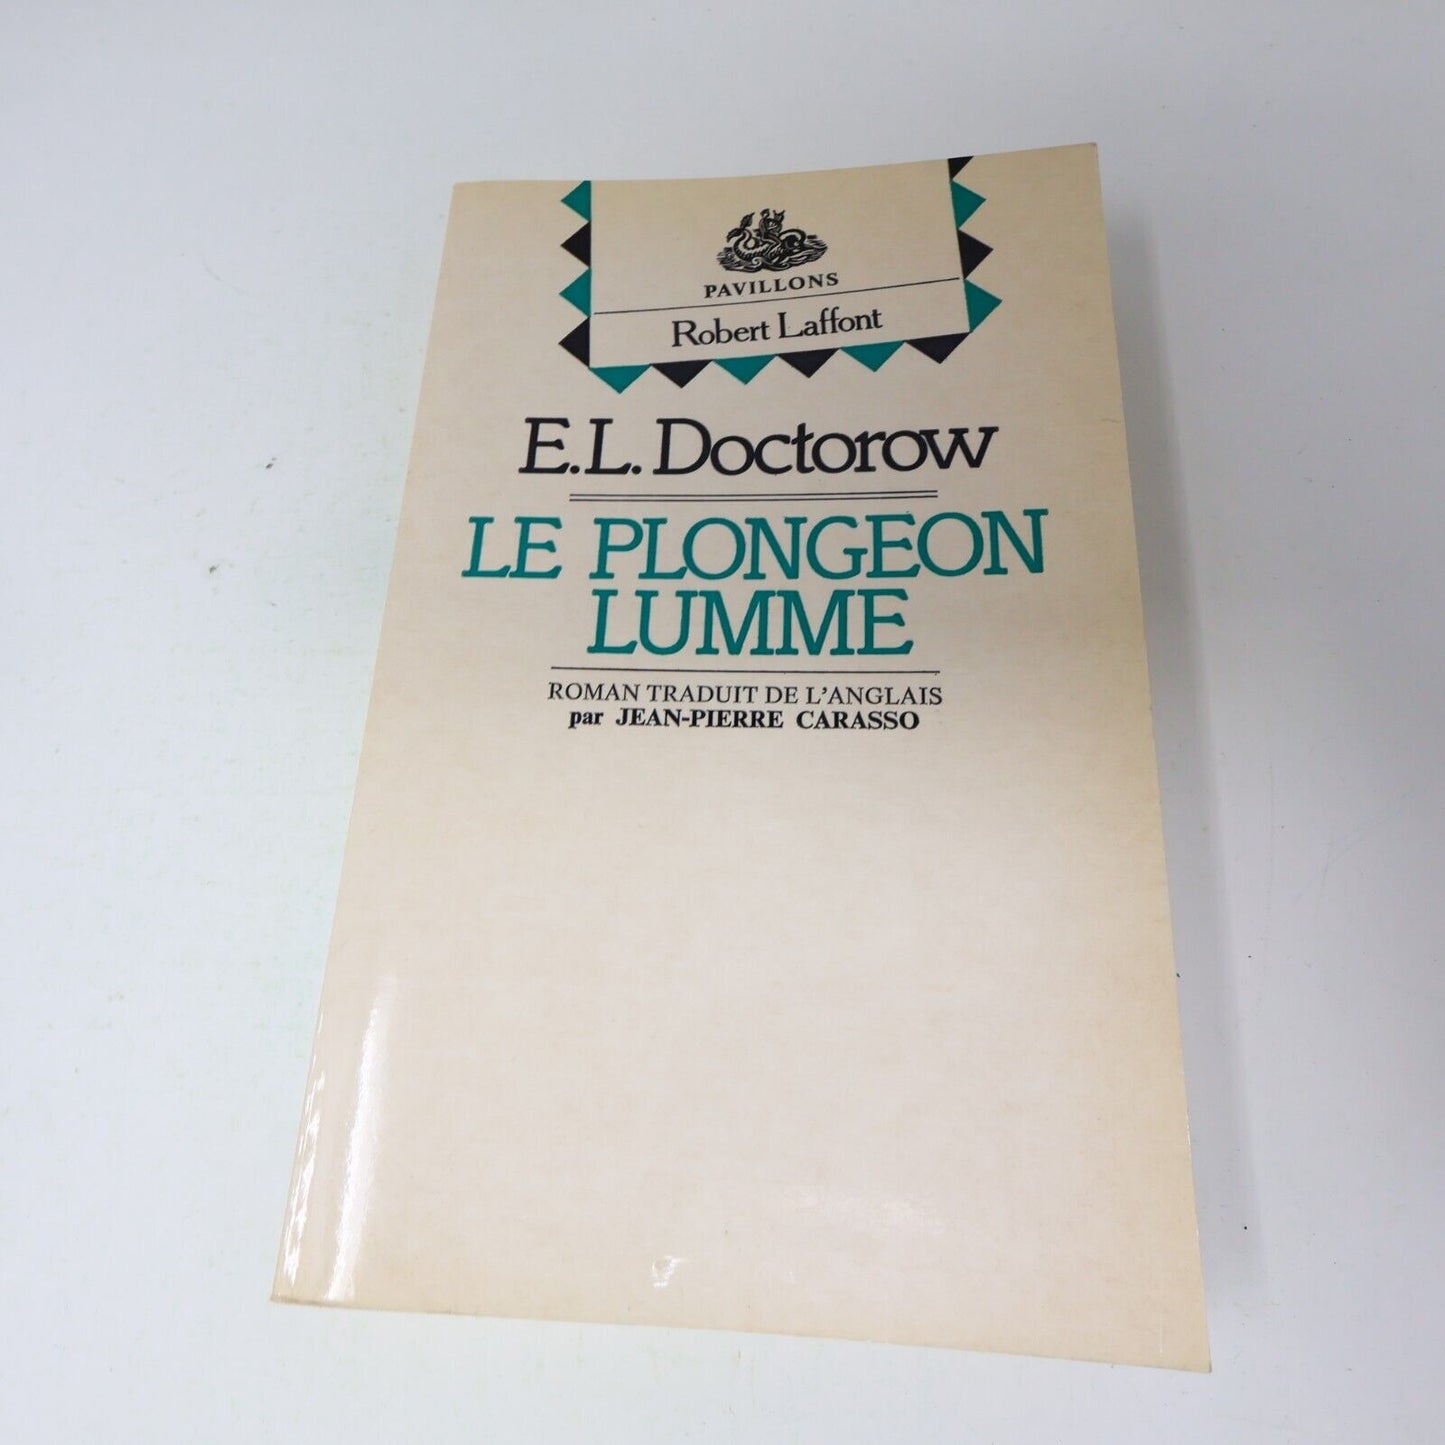 PAVILLONS
Robert Laffont
E.L. Doctorow
LE PLONGEON
LUMME
ROMAN TRADUIT DE L'ANGLAIS
par JEAN-PIERRE CARASSO